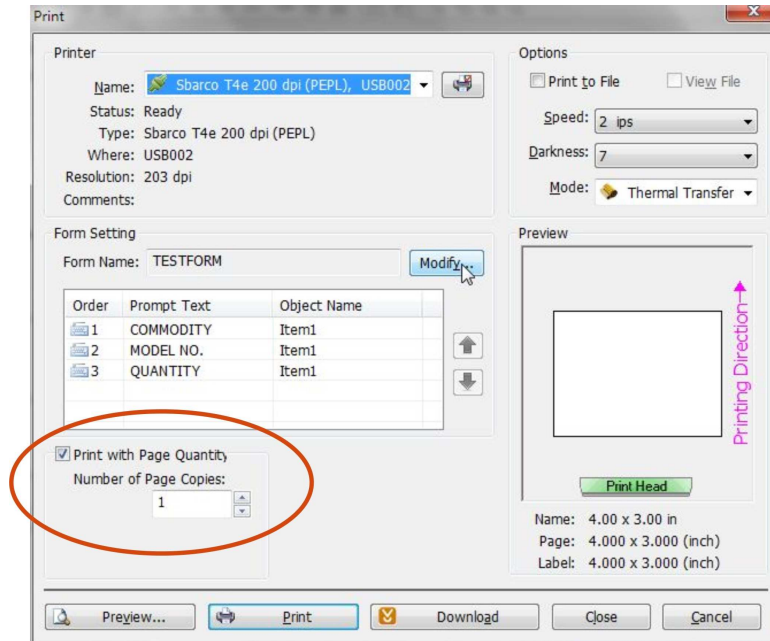 Print
Printer
Name: Sbarco T4e 200 dpi (PEPL), USB002
Status: Ready
Type: Sbarco T4e 200 dpi (PEPL)
Where: USB002
Resolution: 203 dpi
Comments:
Options
Print to File View File
Speed: 2 ips
Darkness: 7
Mode: Thermal Transfer
Form Setting
Form Name: TESTFORM Modify...
Order Prompt Text Object Name
1 COMMODITY Item1
2 MODEL NO. Item1
3 QUANTITY Item1
Print with Page Quantity
Number of Page Copies:
1
Preview
Printing Direction
Print Head
Name: 4.00 x 3.00 in
Page: 4.000 x 3.000 (inch)
Label: 4.000 x 3.000 (inch)
Preview... Print Download Close Cancel